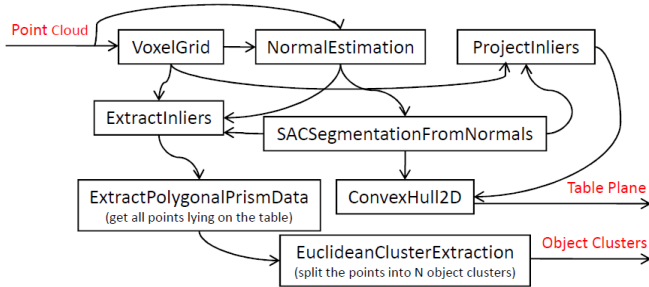 Point Cloud
VoxelGrid
NormalEstimation
ProjectInliers
ExtractInliers
SACSegmentationFromNormals
ExtractPolygonalPrismData
(get all points lying on the table)
ConvexHull2D
Table Plane
EuclideanClusterExtraction
(split the points into N object clusters)
Object Clusters